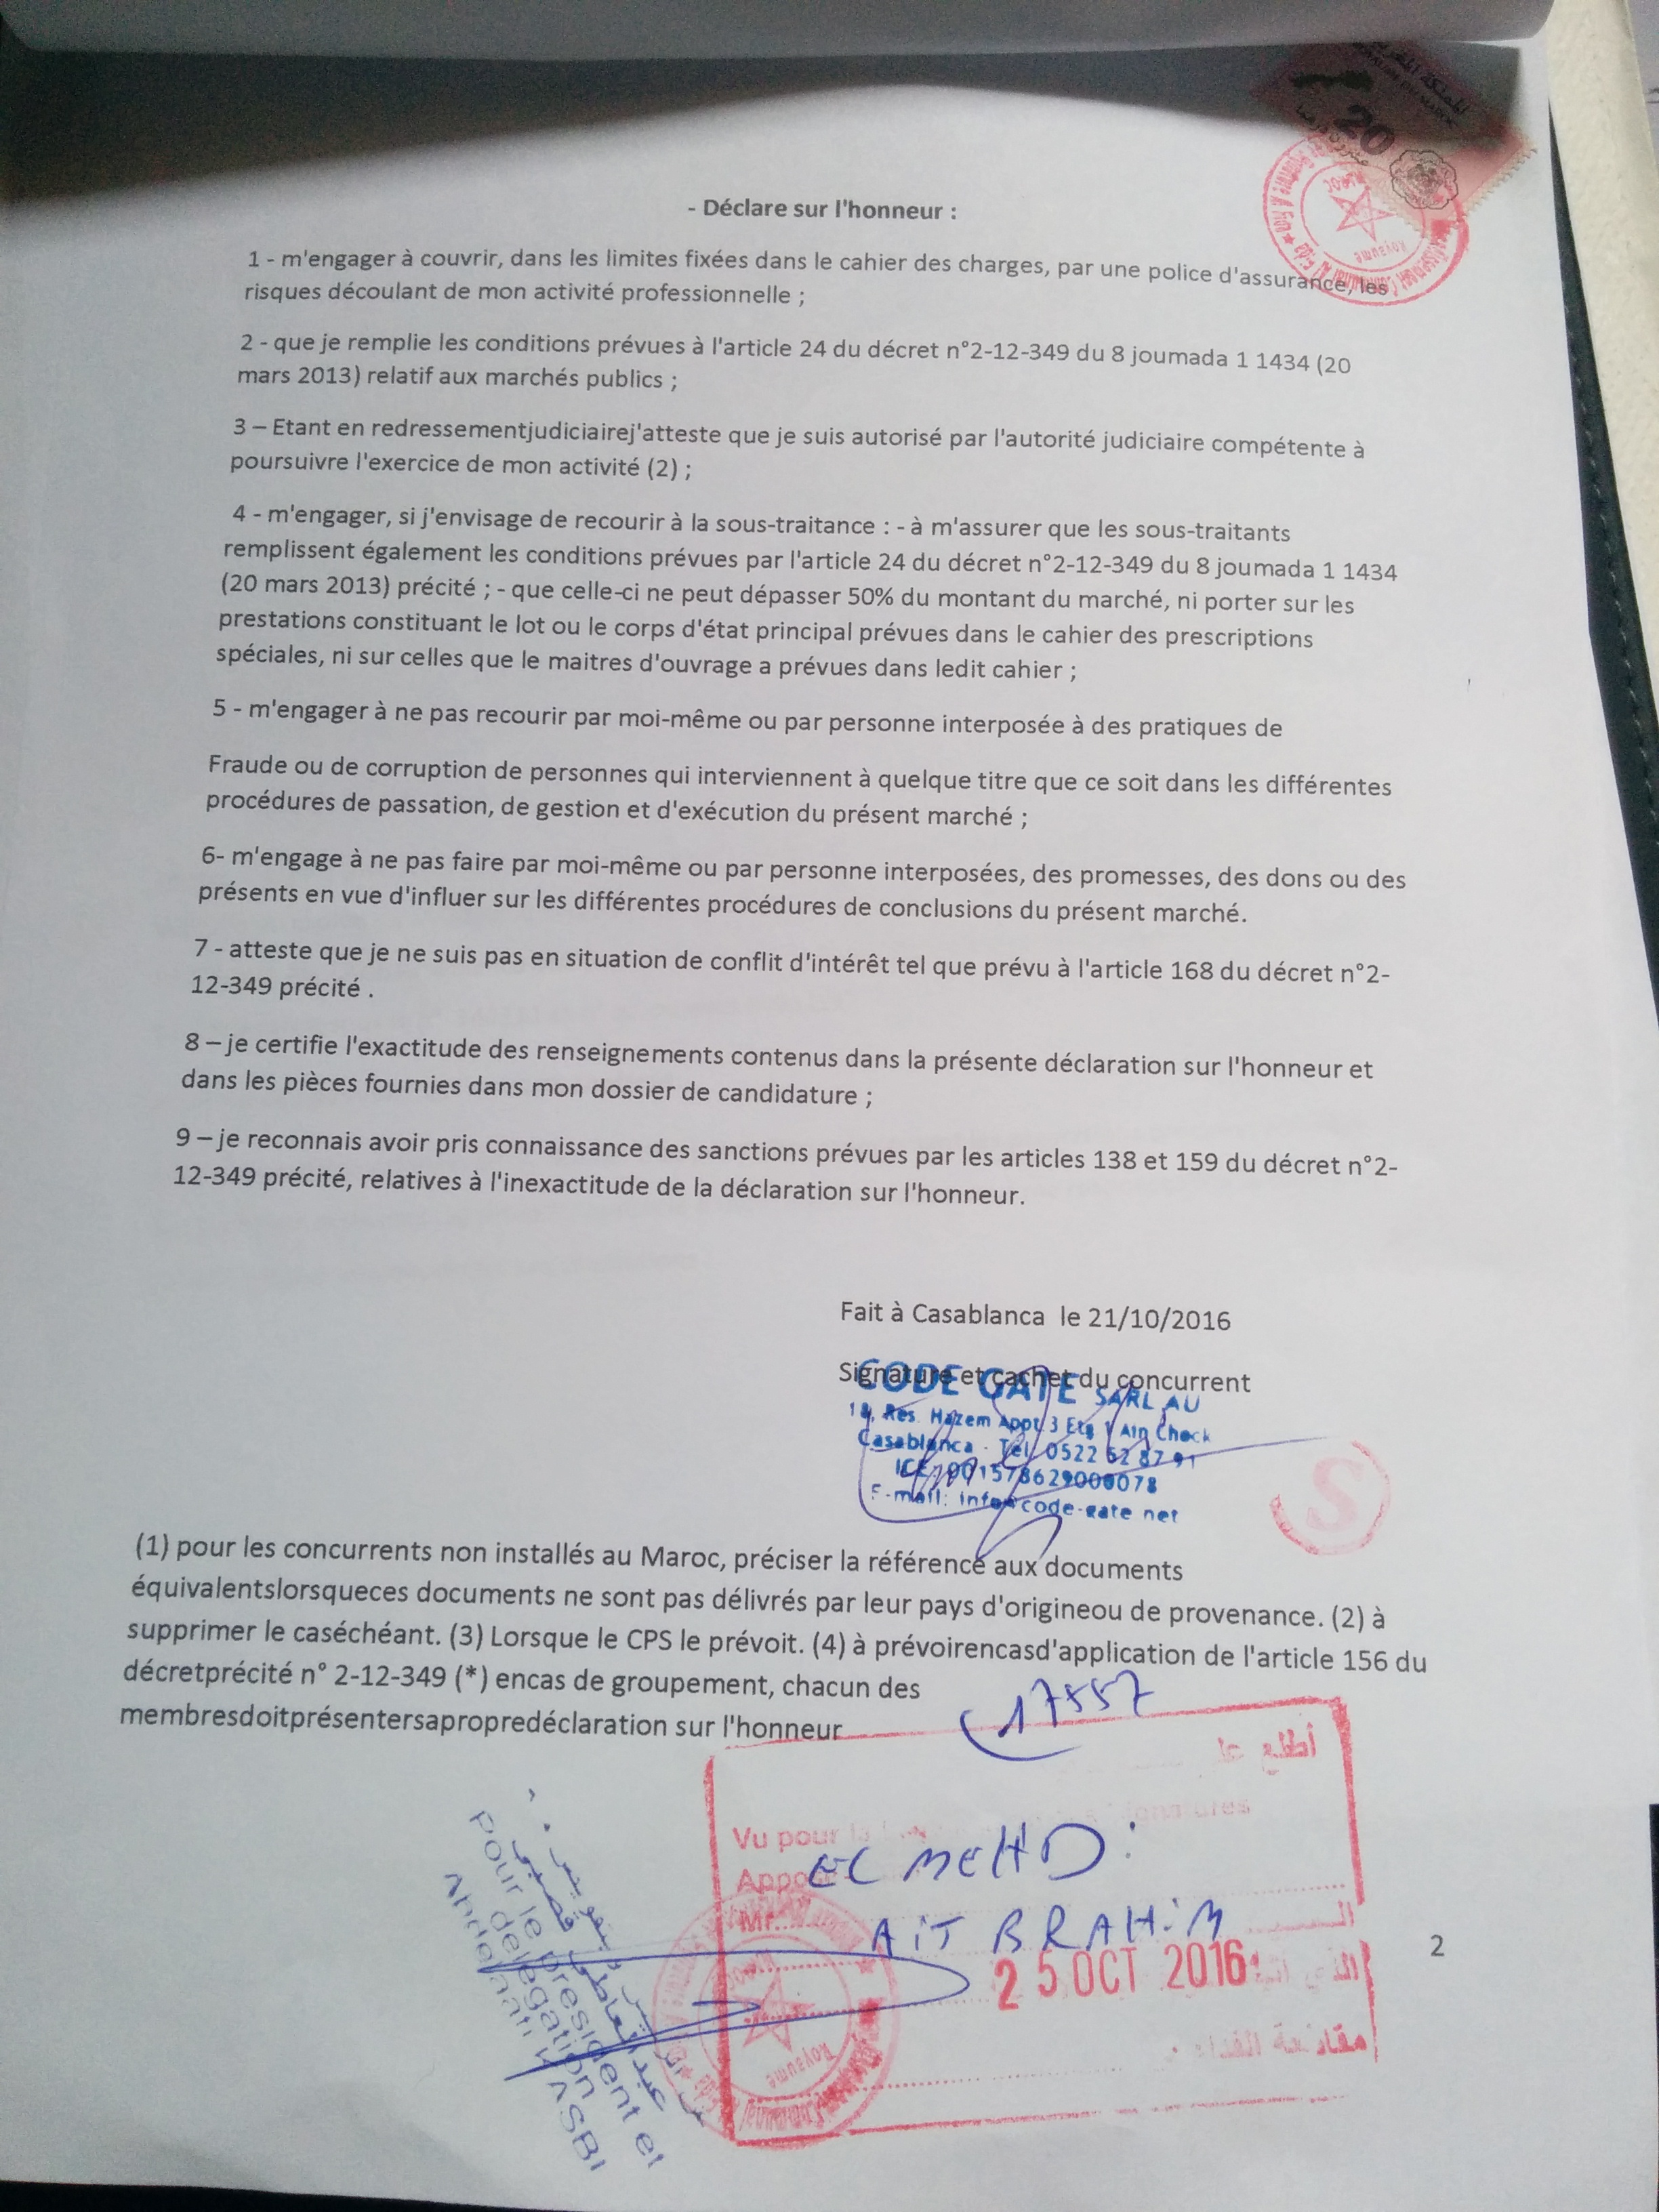 المملكة المغربية
20
- Déclare sur l'honneur :
1 - m'engager à couvrir, dans les limites fixées dans le cahier des charges, par une police d'assurance, les
risques découlant de mon activité professionnelle ;
2 - que je remplie les conditions prévues à l'article 24 du décret n°2-12-349 du 8 joumada 1 1434 (20
mars 2013) relatif aux marchés publics ;
3 – Etant en redressementjudiciairej'atteste que je suis autorisé par l'autorité judiciaire compétente à
poursuivre l'exercice de mon activité (2) ;
4 - m'engager, si j'envisage de recourir à la sous-traitance : - à m'assurer que les sous-traitants
remplissent également les conditions prévues par l'article 24 du décret n°2-12-349 du 8 joumada 1 1434
(20 mars 2013) précité ; - que celle-ci ne peut dépasser 50% du montant du marché, ni porter sur les
prestations constituant le lot ou le corps d'état principal prévues dans le cahier des prescriptions
spéciales, ni sur celles que le maitres d'ouvrage a prévues dans ledit cahier ;
5 - m'engager à ne pas recourir par moi-même ou par personne interposée à des pratiques de
Fraude ou de corruption de personnes qui interviennent à quelque titre que ce soit dans les différentes
procédures de passation, de gestion et d'exécution du présent marché ;
6- m'engage à ne pas faire par moi-même ou par personne interposées, des promesses, des dons ou des
présents en vue d'influer sur les différentes procédures de conclusions du présent marché.
7 - atteste que je ne suis pas en situation de conflit d'intérêt tel que prévu à l'article 168 du décret n°2-
12-349 précité .
8 – je certifie l'exactitude des renseignements contenus dans la présente déclaration sur l'honneur et
dans les pièces fournies dans mon dossier de candidature ;
9 – je reconnais avoir pris connaissance des sanctions prévues par les articles 138 et 159 du décret n°2-
12-349 précité, relatives à l'inexactitude de la déclaration sur l'honneur.
Fait à Casablanca le 21/10/2016
Signature et cachet du concurrent
CODE GATE SARL AU
18, Res. Hazem Appt 3 Etg 1 Ain Chock
Casablanca - Tél 0522 52 87 91
ICE: 001578629000078
E-mail: info@code-gate net
S
(1) pour les concurrents non installés au Maroc, préciser la référence aux documents
équivalentslorsqueces documents ne sont pas délivrés par leur pays d'origineou de provenance. (2) à
supprimer le caséchéant. (3) Lorsque le CPS le prévoit. (4) à prévoirencasd'application de l'article 156 du
décretprécité n° 2-12-349 (*) encas de groupement, chacun des
membresdoitprésentersapropredéclaration sur l'honneur
17557
أطلع
Vu pour la
EL MEHDi
Mr
AiT BRAHiM
السيد
25 OCT 2016
مقاطعة الفداء
Royaume
Pour le president et
delegation
ASBI
2